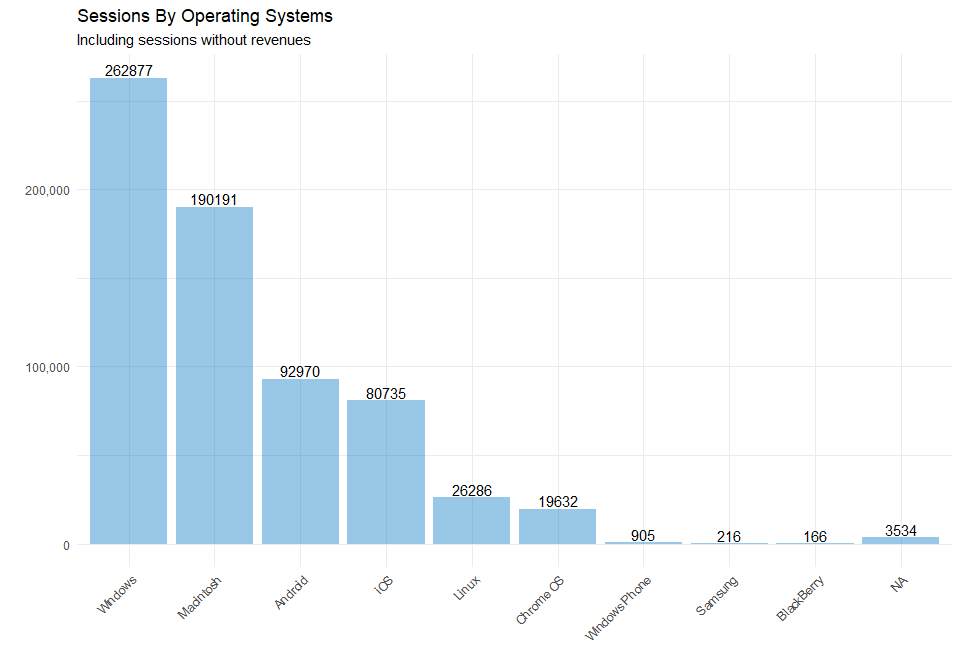 Sessions By Operating Systems
Including sessions without revenues
262877
190191
92970
80735
26286
19632
905
216
166
3534
200,000
100,000
0
Windows
Macintosh
Android
iOS
Linux
Chrome OS
Windows Phone
Samsung
BlackBerry
NA